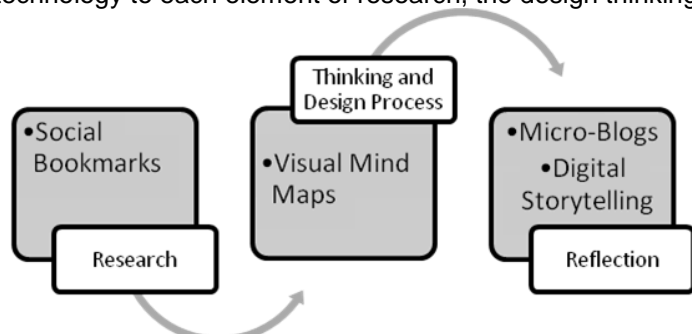 technology to each element of research, the design thinking
•Social
Bookmarks
Research
Thinking and
Design Process
•Visual Mind
Maps
•Micro-Blogs
•Digital
Storytelling
Reflection